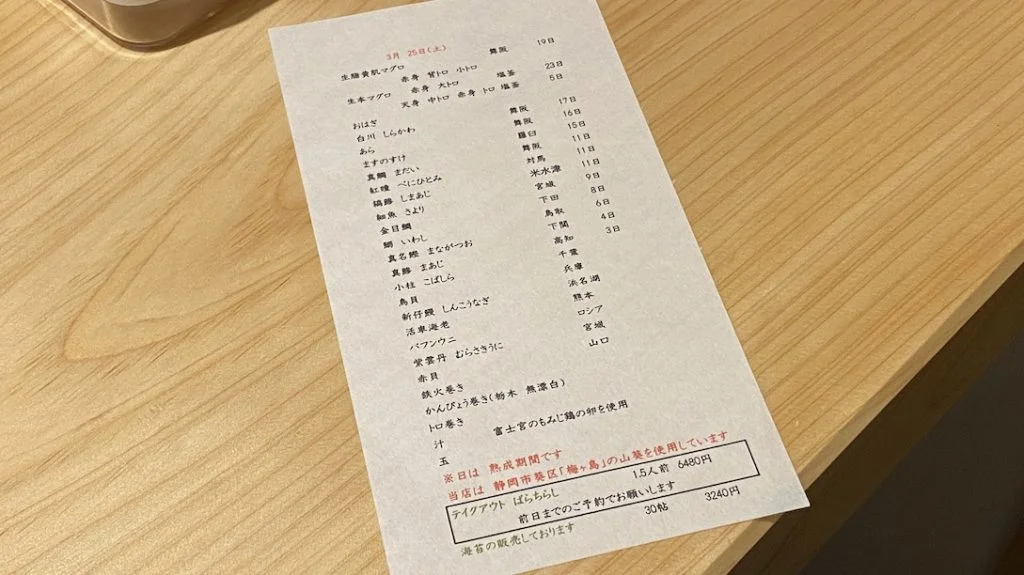 3月 25日(土)
マグロ 赤身 背トロ 小トロ 舞阪 19日
生本マグロ 赤身 大トロ 塩釜 23日
天身 中トロ 赤身 トロ 塩釜 5日
おはぎ
白川 しらかわ 舞阪 17日
あら 舞阪 16日
ますのすけ 羅臼 15日
真鯛 まだい 舞阪 11日
紅瞳 べにひとみ 対馬 11日
縞鯵 しまあじ 米水津 11日
細魚 さより 宮城 9日
金目鯛 下田 8日
鰯 いわし 鳥取 6日
真名鰹 まながつお 下関 4日
真鯵 まあじ 高知 3日
小柱 こばしら 千葉
鳥貝 兵庫
新仔鰻 しんこうなぎ 浜名湖
活車海老 熊本
バフンウニ ロシア
紫雲丹 むらさきうに 宮城
赤貝 山口
鉄火巻き
かんぴょう巻き(栃木 無漂白)
トロ巻き
汁
玉 富士宮のもみじ鶏の卵を使用
※日は 熟成期間です
当店は 静岡市葵区「梅ヶ島」の山葵を使用しています
テイクアウト ばらちらし 1.5人前 6480円
前日までのご予約でお願いします
海苔の販売しております 30帖 3240円